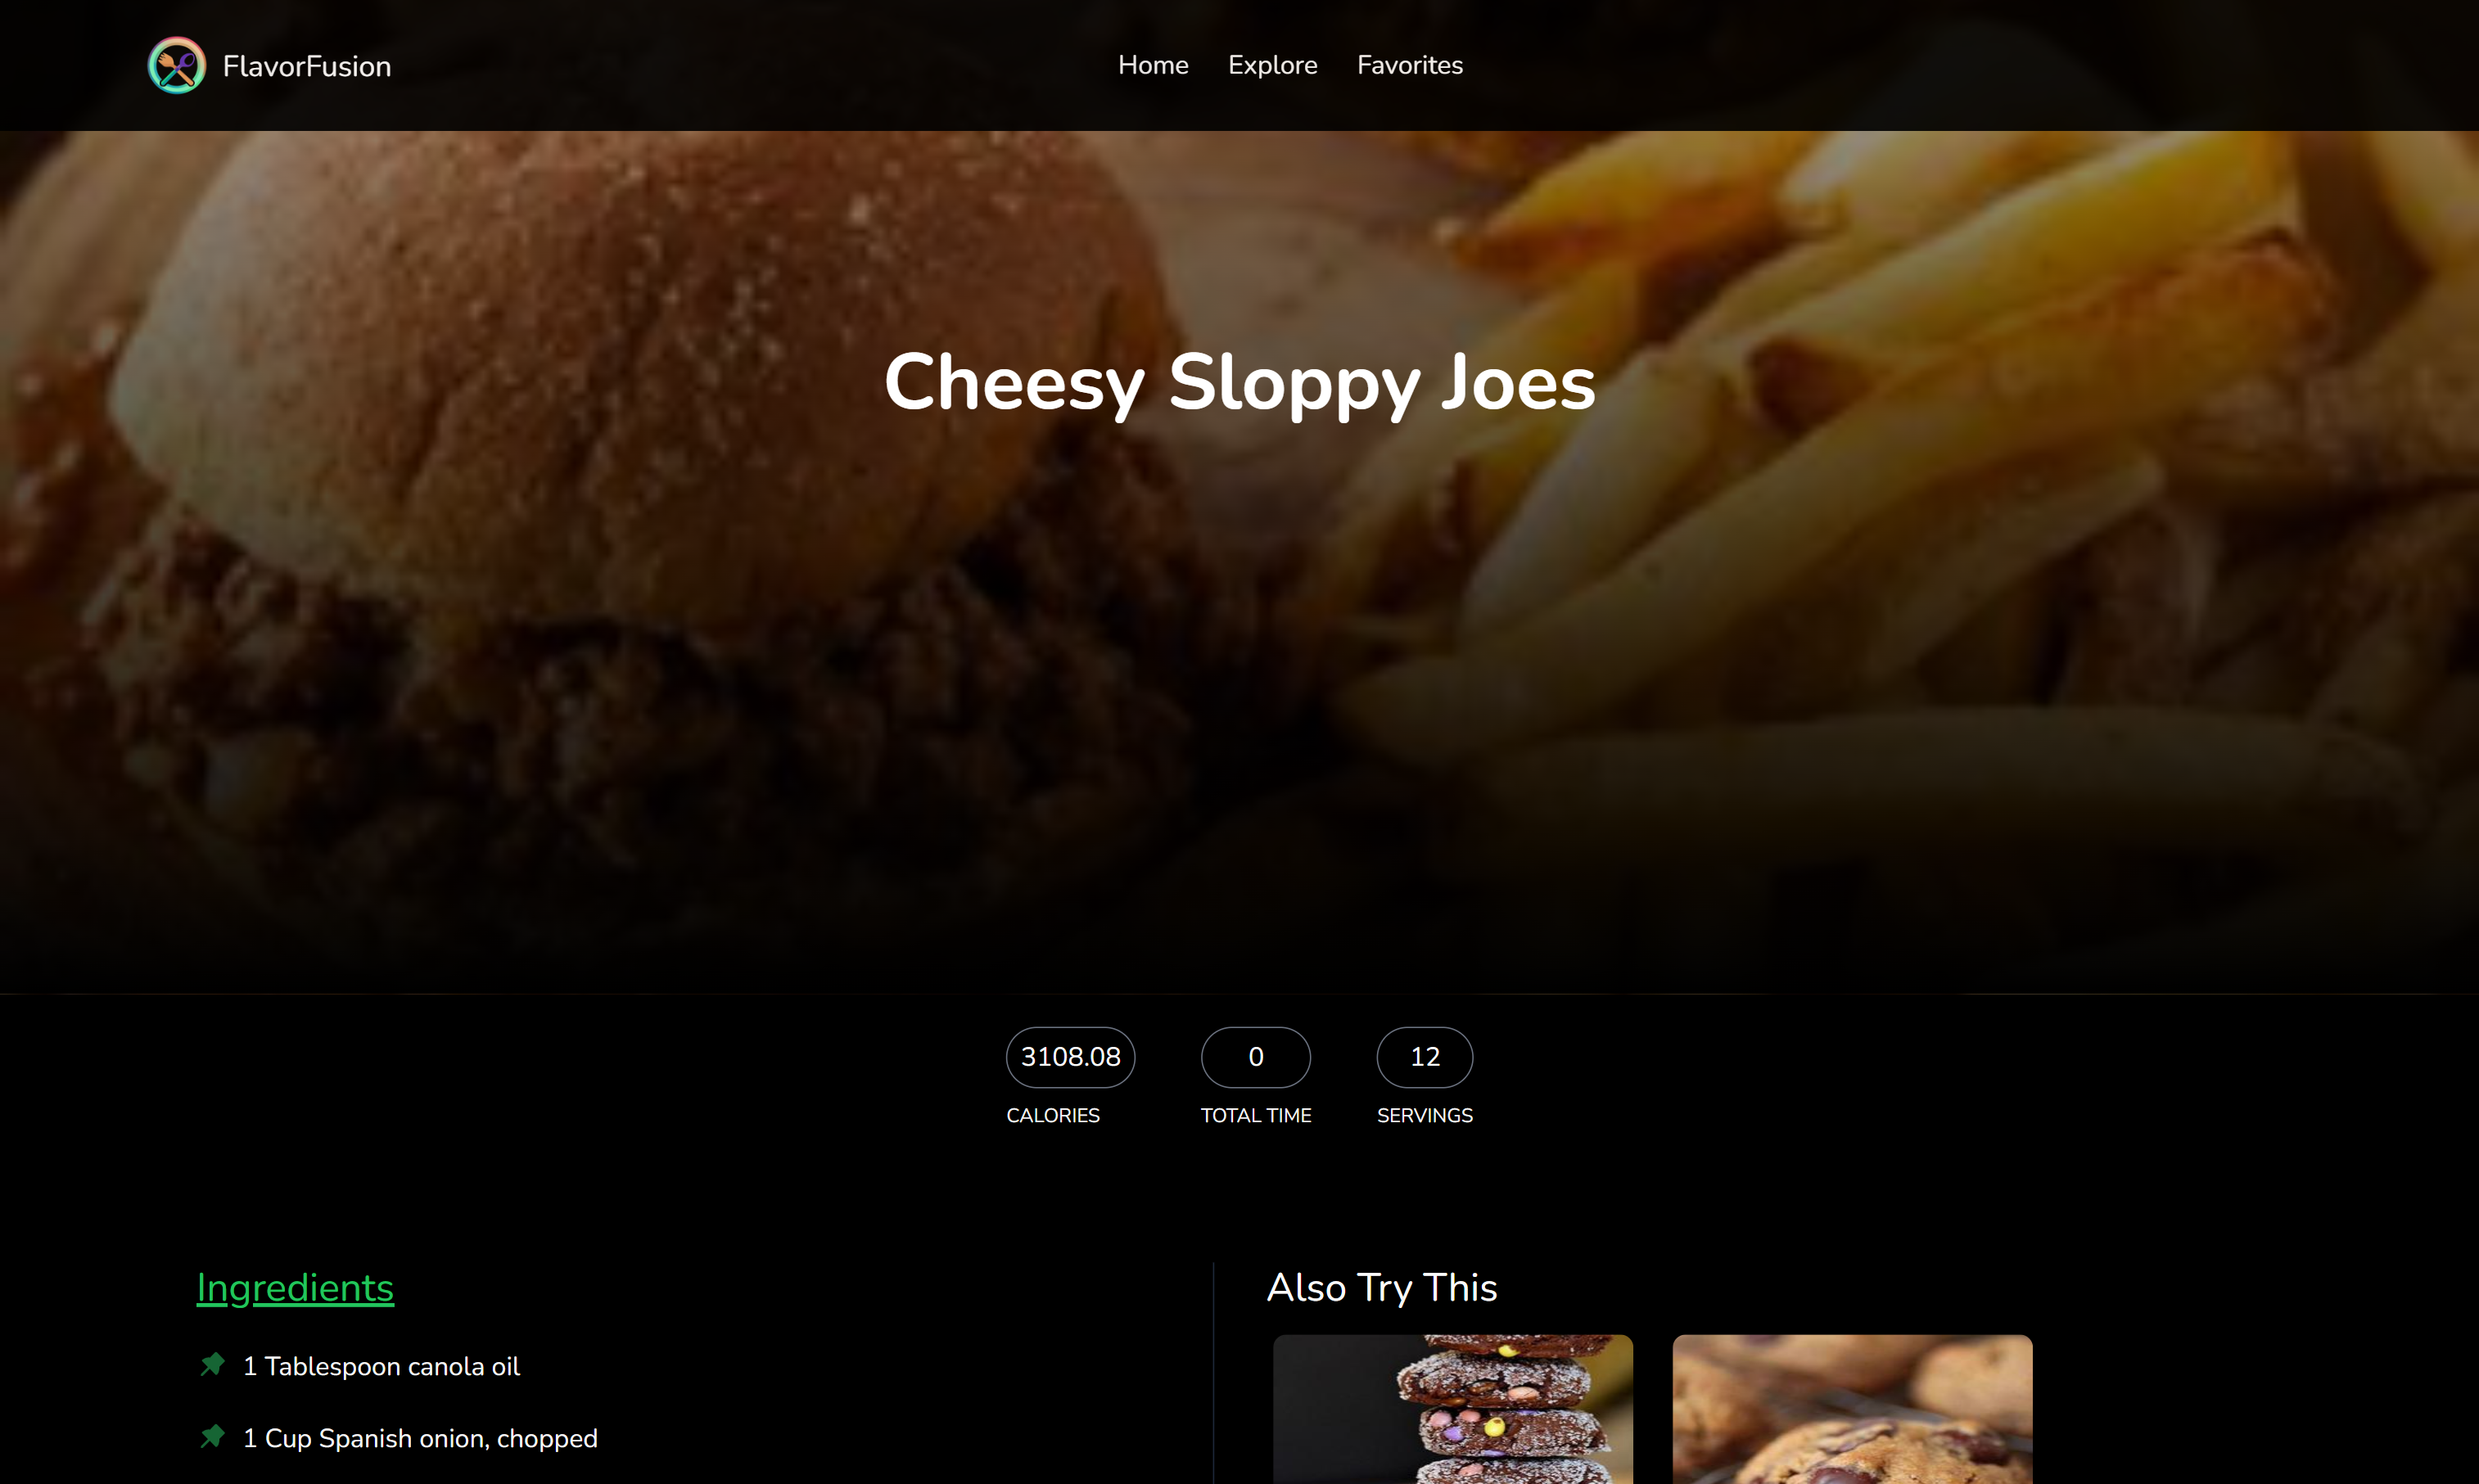 FlavorFusion
Home Explore Favorites
Cheesy Sloppy Joes
3108.08 0 12
CALORIES TOTAL TIME SERVINGS
Ingredients
1 Tablespoon canola oil
1 Cup Spanish onion, chopped
Also Try This